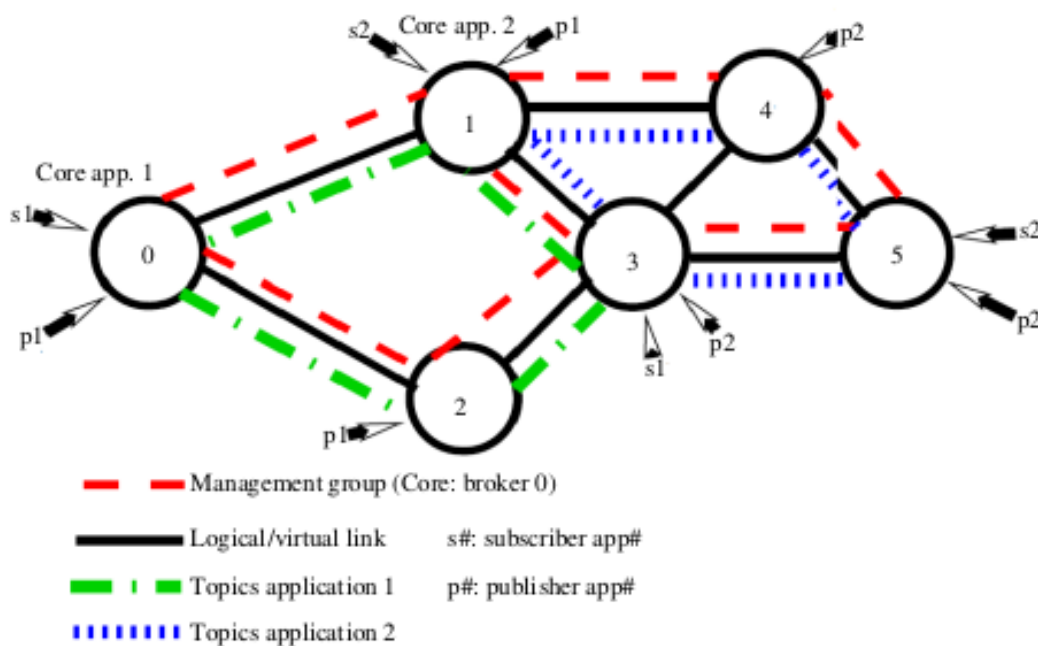 s2
Core app. 2
p1
p2
1
4
Core app. 1
s1
0
3
5
s2
p1
p2
p2
s1
2
p1
Management group (Core: broker 0)
Logical/virtual link
s#: subscriber app#
Topics application 1
p#: publisher app#
Topics application 2